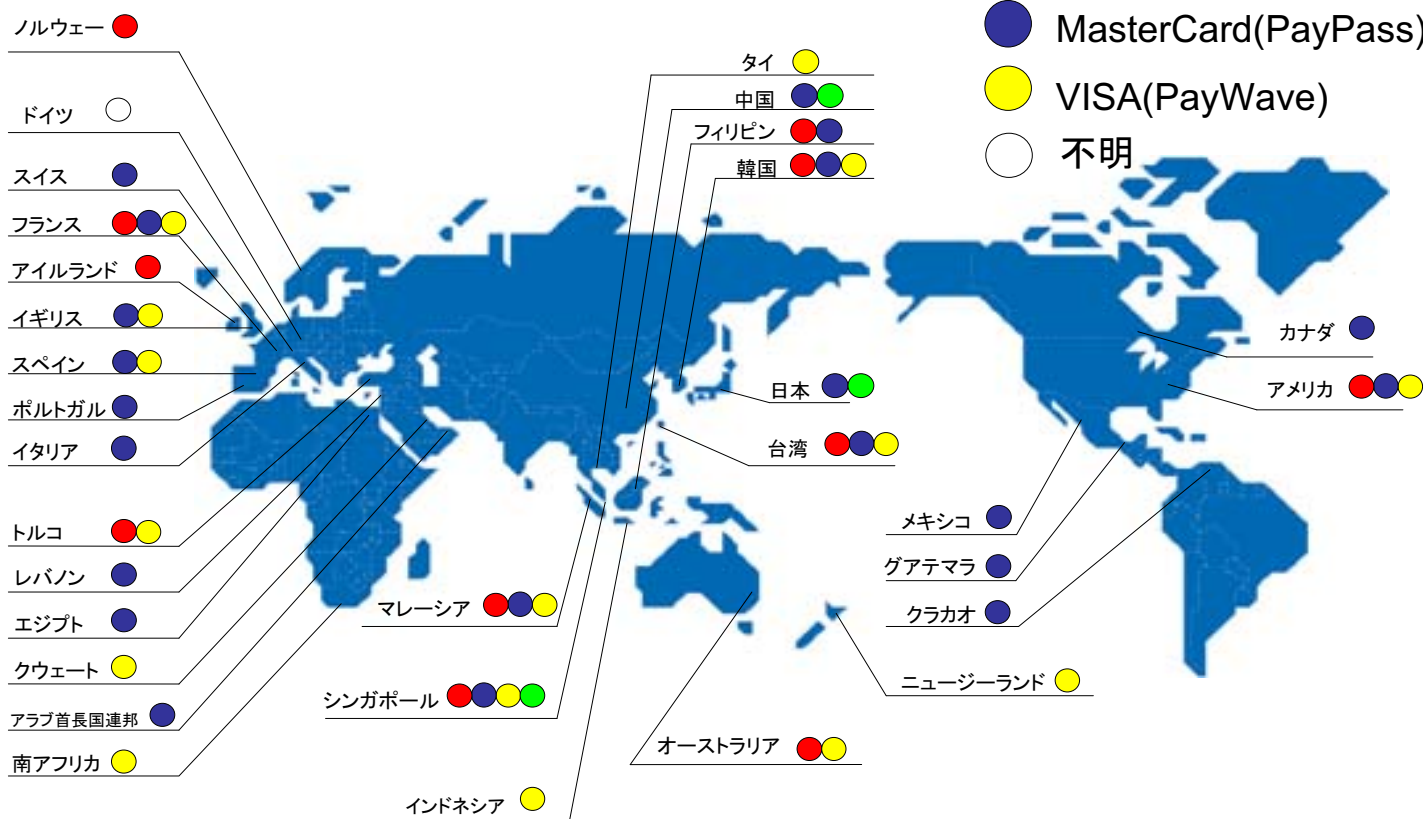 ノルウェー
ドイツ
スイス
フランス
アイルランド
イギリス
スペイン
ポルトガル
イタリア
トルコ
レバノン
エジプト
クウェート
アラブ首長国連邦
南アフリカ
タイ
中国
フィリピン
韓国
日本
台湾
マレーシア
シンガポール
インドネシア
オーストラリア
ニュージーランド
MasterCard(PayPass)
VISA(PayWave)
不明
カナダ
アメリカ
メキシコ
グアテマラ
クラカオ